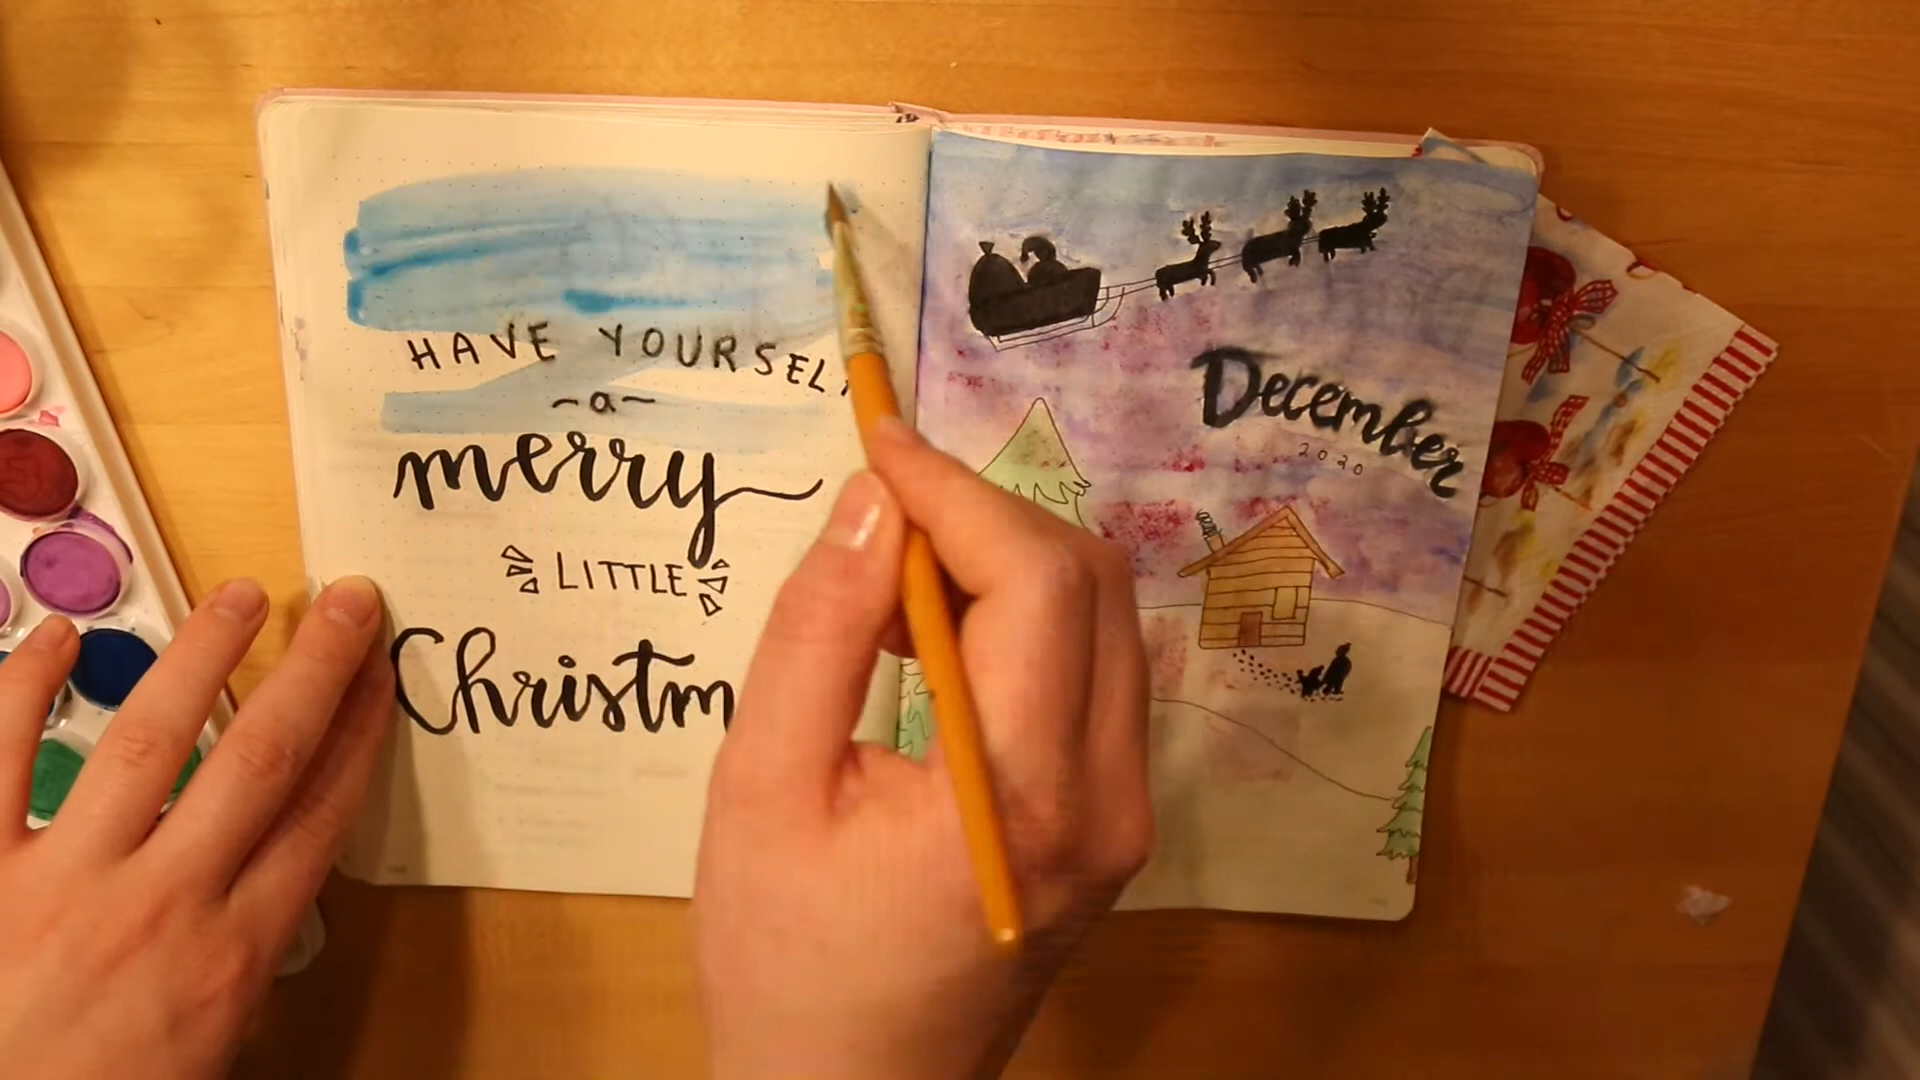 HAVE YOURSEL
~a~
merry
LITTLE
Christm
December
2020